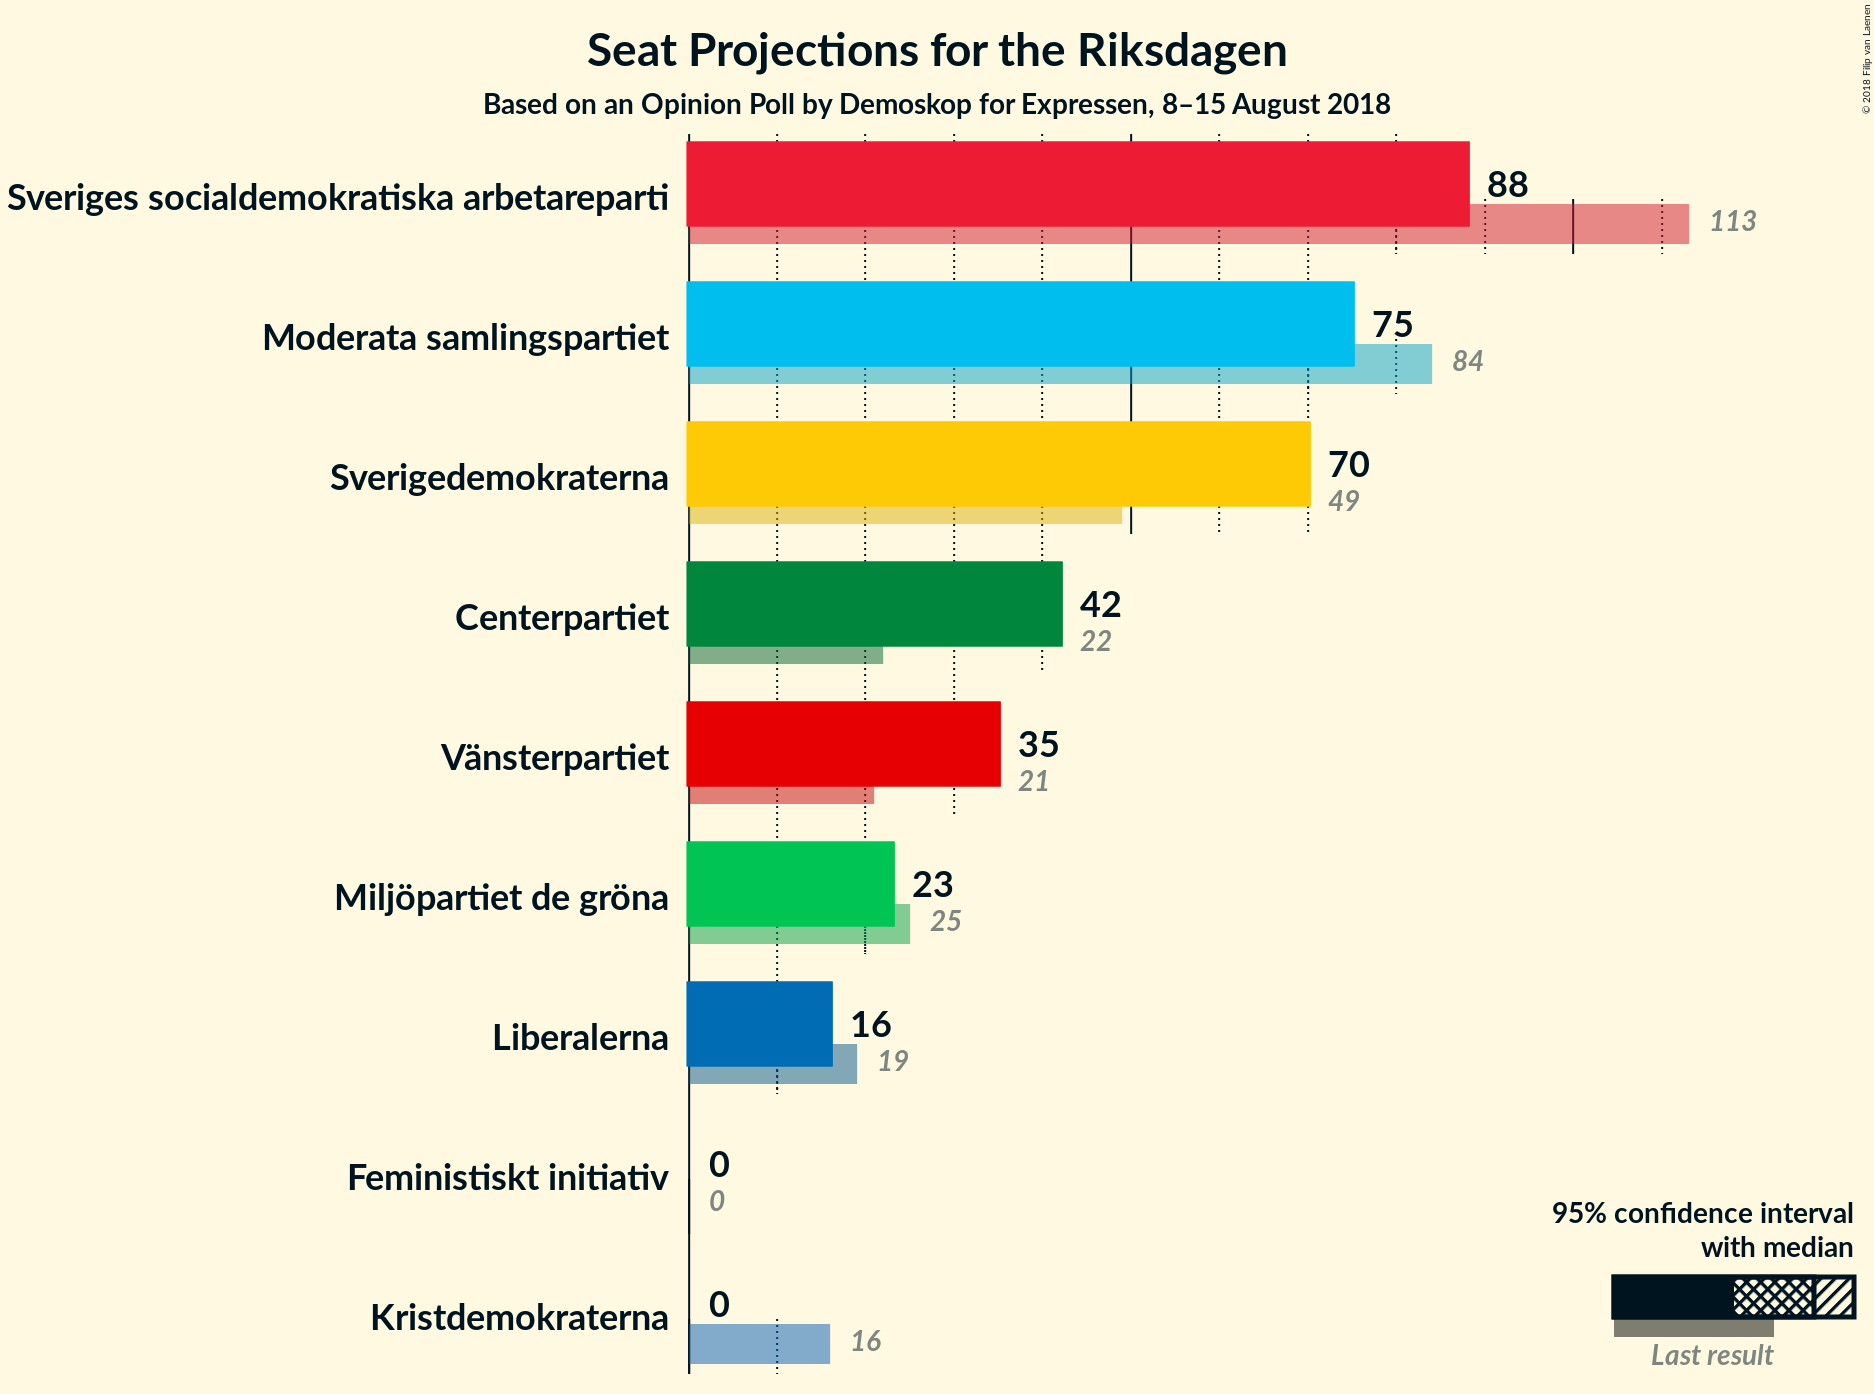 Seat Projections for the Riksdagen
Based on an Opinion Poll by Demoskop for Expressen, 8–15 August 2018
© 2018 Filip van Laenen
Sveriges socialdemokratiska arbetareparti
88
113
Moderata samlingspartiet
75
84
Sverigedemokraterna
70
49
Centerpartiet
42
22
Vänsterpartiet
35
21
Miljöpartiet de gröna
23
25
Liberalerna
16
19
Feministiskt initiativ
0
0
Kristdemokraterna
0
16
95% confidence interval
with median
Last result